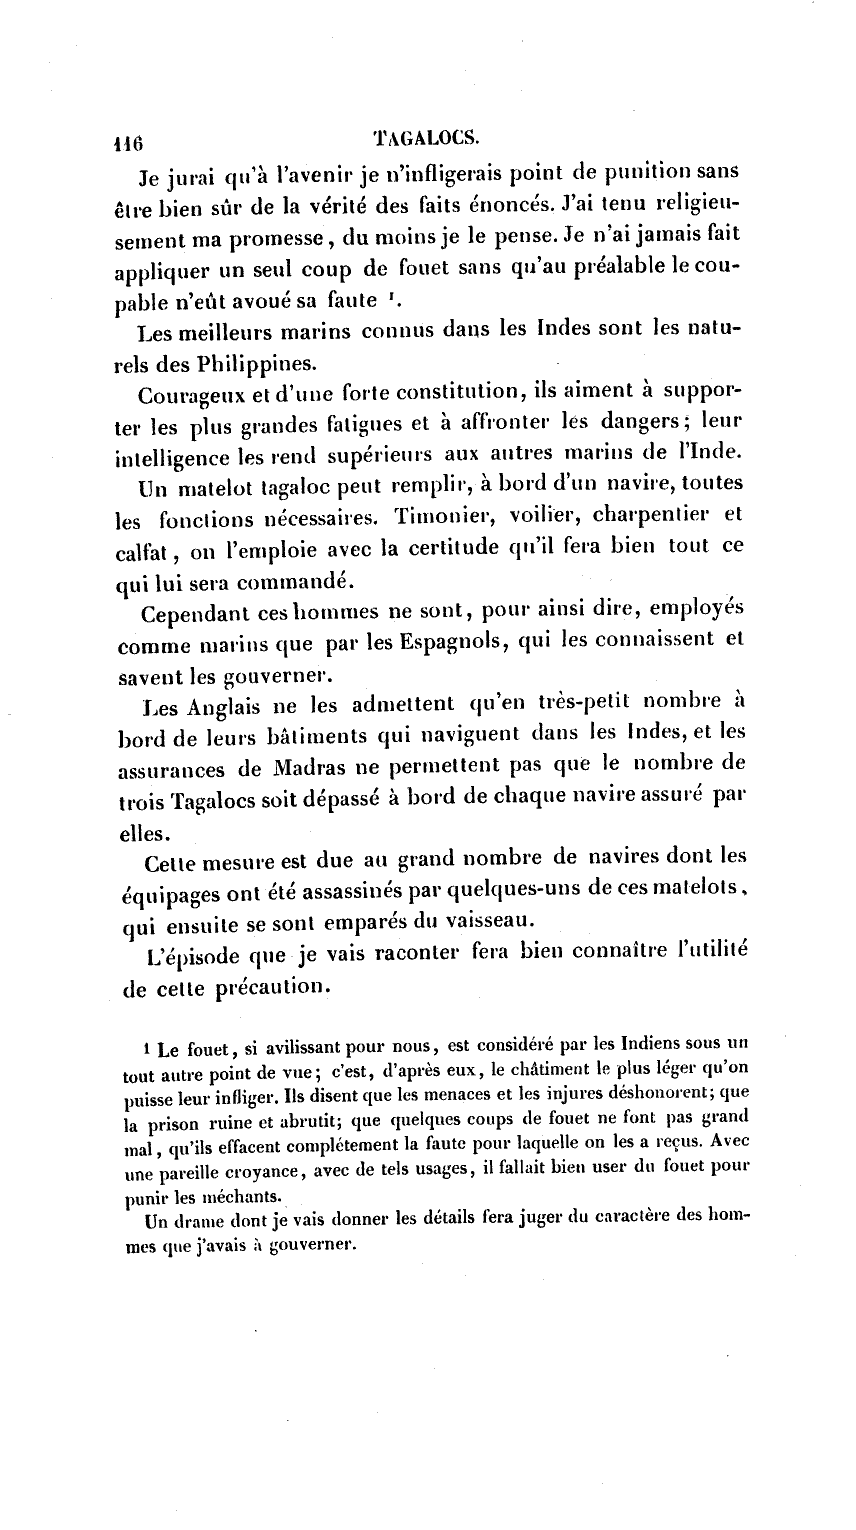 116 TAGALOCS.
Je jurai qu'à l'avenir je n'infligerais point de punition sans
être bien sûr de la vérité des faits énoncés. J'ai tenu religieu-
sement ma promesse, du moins je le pense. Je n'ai jamais fait
appliquer un seul coup de fouet sans qu'au préalable le cou-
pable n'eût avoué sa faute ¹.
Les meilleurs marins connus dans les Indes sont les natu-
rels des Philippines.
Courageux et d'une forte constitution, ils aiment à suppor-
ter les plus grandes fatigues et à affronter les dangers; leur
intelligence les rend supérieurs aux autres marins de l'Inde.
Un matelot tagaloc peut remplir, à bord d'un navire, toutes
les fonctions nécessaires. Timonier, voilier, charpentier et
calfat, on l'emploie avec la certitude qu'il fera bien tout ce
qui lui sera commandé.
Cependant ces hommes ne sont, pour ainsi dire, employés
comme marins que par les Espagnols, qui les connaissent et
savent les gouverner.
Les Anglais ne les admettent qu'en très-petit nombre à
bord de leurs bâtiments qui naviguent dans les Indes, et les
assurances de Madras ne permettent pas que le nombre de
trois Tagalocs soit dépassé à bord de chaque navire assuré par
elles.
Cette mesure est due au grand nombre de navires dont les
équipages ont été assassinés par quelques-uns de ces matelots,
qui ensuite se sont emparés du vaisseau.
L'épisode que je vais raconter fera bien connaître l'utilité
de cette précaution.
1 Le fouet, si avilissant pour nous, est considéré par les Indiens sous un
tout autre point de vue; c'est, d'après eux, le châtiment le plus léger qu'on
puisse leur infliger. Ils disent que les menaces et les injures déshonorent; que
la prison ruine et abrutit; que quelques coups de fouet ne font pas grand
mal, qu'ils effacent complétement la faute pour laquelle on les a reçus. Avec
une pareille croyance, avec de tels usages, il fallait bien user du fouet pour
punir les méchants.
Un drame dont je vais donner les détails fera juger du caractère des hom-
mes que j'avais à gouverner.